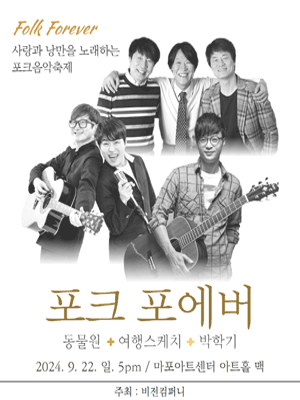 Folk Forever
사랑과 낭만을 노래하는
포크음악축제
포크 포에버
동물원 + 여행스케치 + 박학기
2024. 9. 22. 일. 5pm / 마포아트센터 아트홀 맥
주최 : 비전컴퍼니